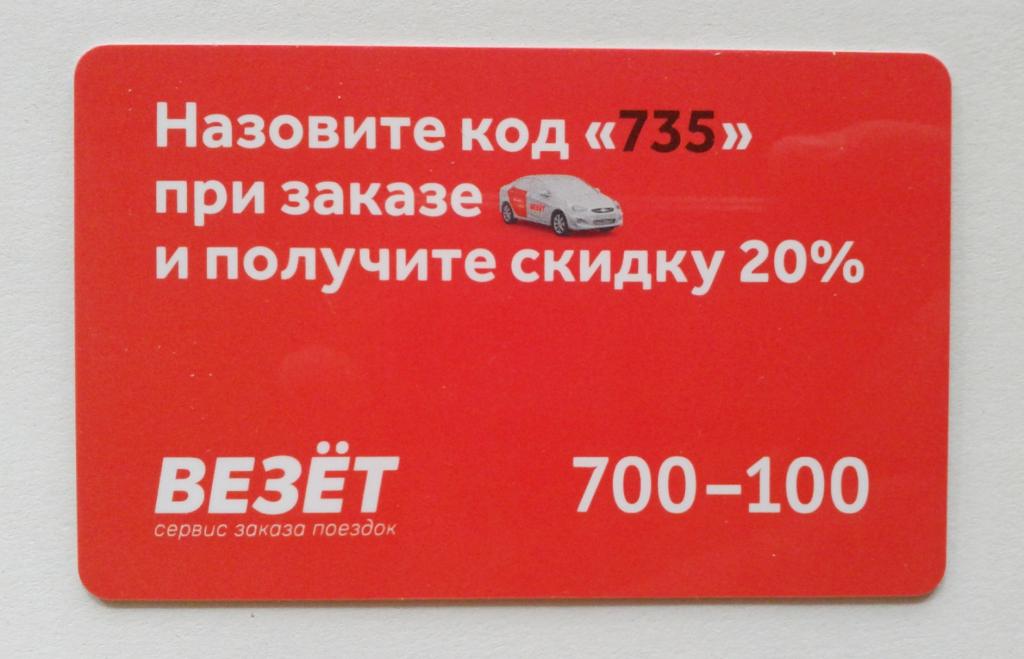 Назовите код «735»
при заказе
и получите скидку 20%
ВЕЗЁТ
сервис заказа поездок
700–100